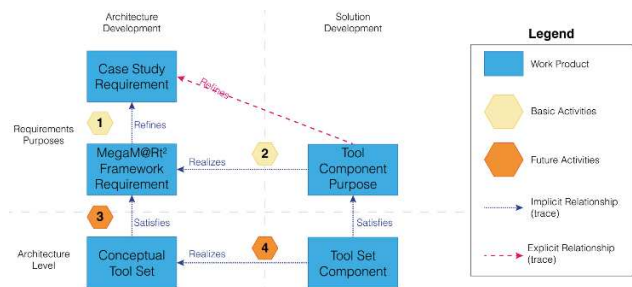 Architecture
Development
Solution
Development
Legend
Case Study
Requirement
Work Product
Refines
1
Refines
Basic Activities
Requirements
Purposes
MegaM@Rt²
Framework
Requirement
Realizes
2
Tool
Component
Purpose
Future Activities
3
Satisfies
Satisfies
Implicit Relationship
(trace)
Architecture
Level
Conceptual
Tool Set
Realizes
4
Tool Set
Component
Explicit Relationship
(trace)